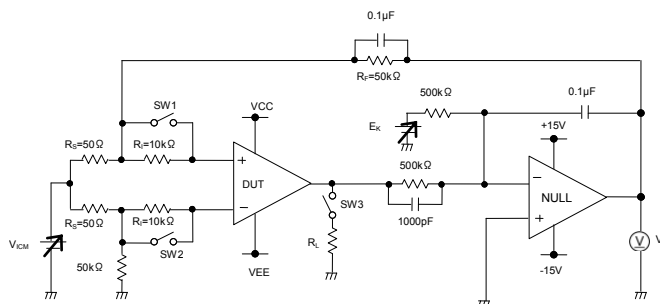 0.1µF
RF=50kΩ
500kΩ
0.1µF
SW1
VCC
EK
+15V
RS=50Ω
RI=10kΩ
500kΩ
DUT
NULL
RS=50Ω
RI=10kΩ
SW3
1000pF
VICM
SW2
RL
V
V
50kΩ
VEE
-15V